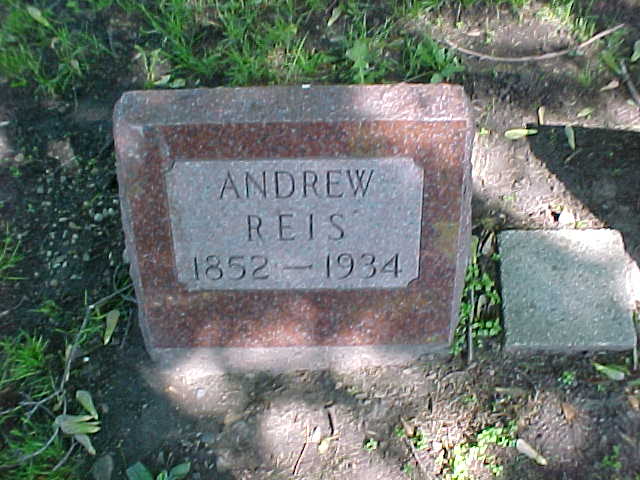 ANDREW
REIS
1852 — 1934